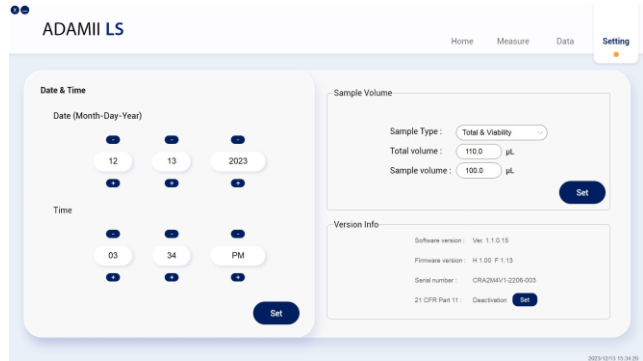 ADAMII LS
Home Measure Data Setting
Date & Time
Date (Month-Day-Year)
- - -
12 13 2023
+ + +
Time
- - -
03 34 PM
+ + +
Set
Sample Volume
Sample Type : Total & Viability
Total volume : 110.0 µL
Sample volume : 100.0 µL
Set
Version Info
Software version : Ver. 1.1.0.15
Firmware version : H 1.00 F 1.13
Serial number : CRA2M4V1-2206-003
21 CFR Part 11 : Deactivation Set
2023/12/13 15:34:20